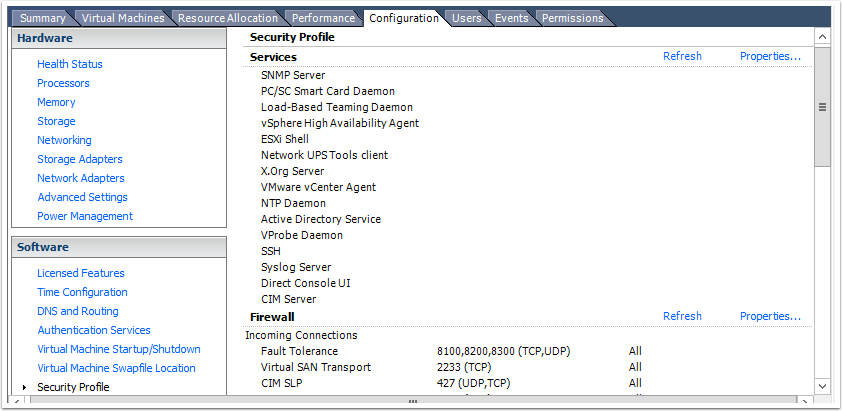 Summary Virtual Machines Resource Allocation Performance Configuration Users Events Permissions
Hardware
Health Status
Processors
Memory
Storage
Networking
Storage Adapters
Network Adapters
Advanced Settings
Power Management
Software
Licensed Features
Time Configuration
DNS and Routing
Authentication Services
Virtual Machine Startup/Shutdown
Virtual Machine Swapfile Location
Security Profile
Security Profile
Services Refresh Properties...
SNMP Server
PC/SC Smart Card Daemon
Load-Based Teaming Daemon
vSphere High Availability Agent
ESXi Shell
Network UPS Tools client
X.Org Server
VMware vCenter Agent
NTP Daemon
Active Directory Service
VProbe Daemon
SSH
Syslog Server
Direct Console UI
CIM Server
Firewall Refresh Properties...
Incoming Connections
Fault Tolerance 8100,8200,8300 (TCP,UDP) All
Virtual SAN Transport 2233 (TCP) All
CIM SLP 427 (UDP,TCP) All